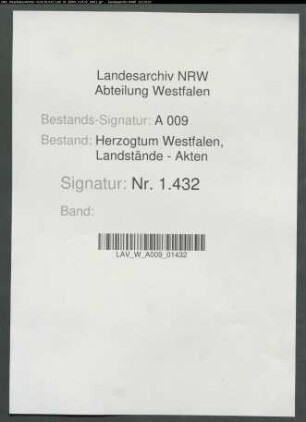 Landesarchiv NRW
Abteilung Westfalen
Bestands-Signatur: A 009
Bestand: Herzogtum Westfalen,
Landstände - Akten
Signatur: Nr. 1.432
Band:
LAV_W_A009_01432